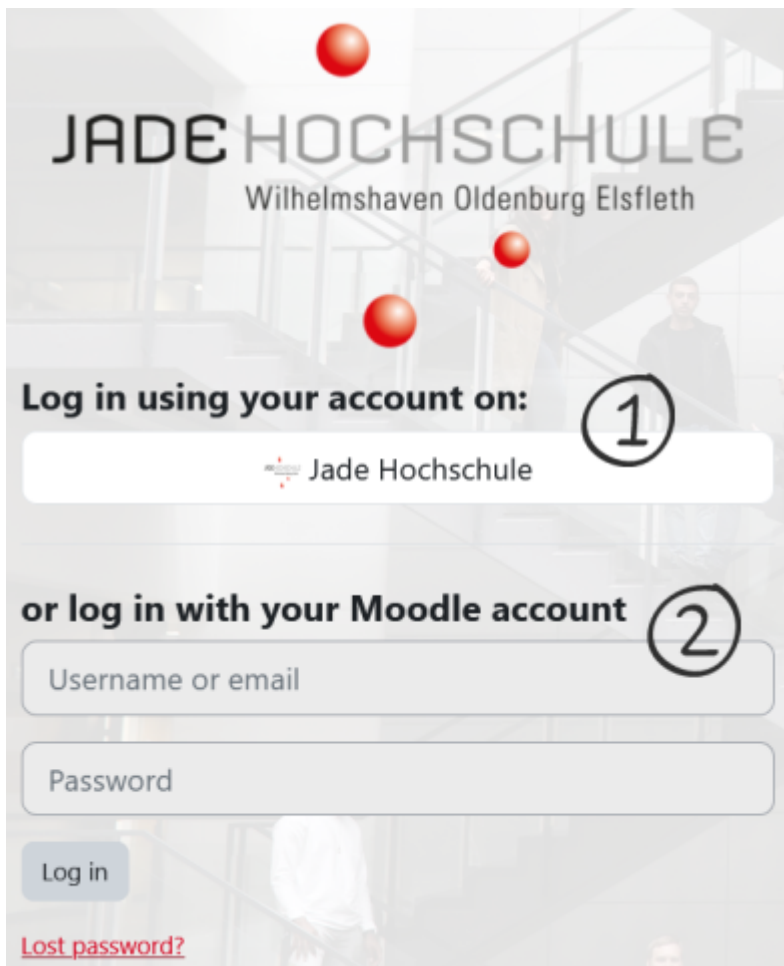 JADE HOCHSCHULE
Wilhelmshaven Oldenburg Elsfleth
Log in using your account on:
1
Jade Hochschule
or log in with your Moodle account
2
Username or email
Password
Log in
Lost password?